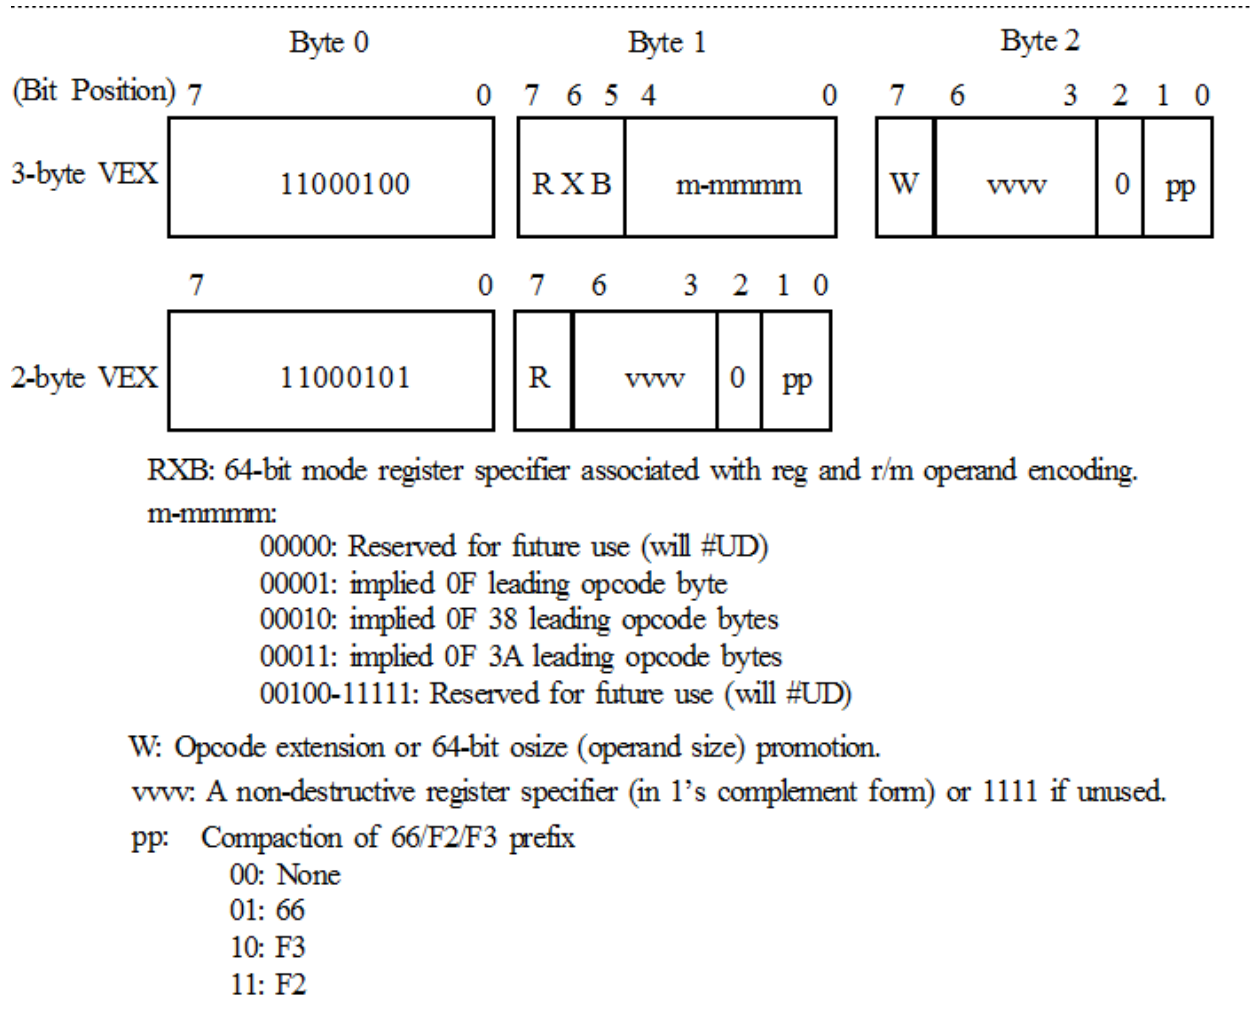 Byte 0 Byte 1 Byte 2
(Bit Position) 7 0 7 6 5 4 0 7 6 3 2 1 0
3-byte VEX 11000100 R X B m-mmmm W vvvv 0 pp
7 0 7 6 3 2 1 0
2-byte VEX 11000101 R vvvv 0 pp
RXB: 64-bit mode register specifier associated with reg and r/m operand encoding.
m-mmmm:
00000: Reserved for future use (will #UD)
00001: implied 0F leading opcode byte
00010: implied 0F 38 leading opcode bytes
00011: implied 0F 3A leading opcode bytes
00100-11111: Reserved for future use (will #UD)
W: Opcode extension or 64-bit osize (operand size) promotion.
vvvv: A non-destructive register specifier (in 1's complement form) or 1111 if unused.
pp: Compaction of 66/F2/F3 prefix
00: None
01: 66
10: F3
11: F2